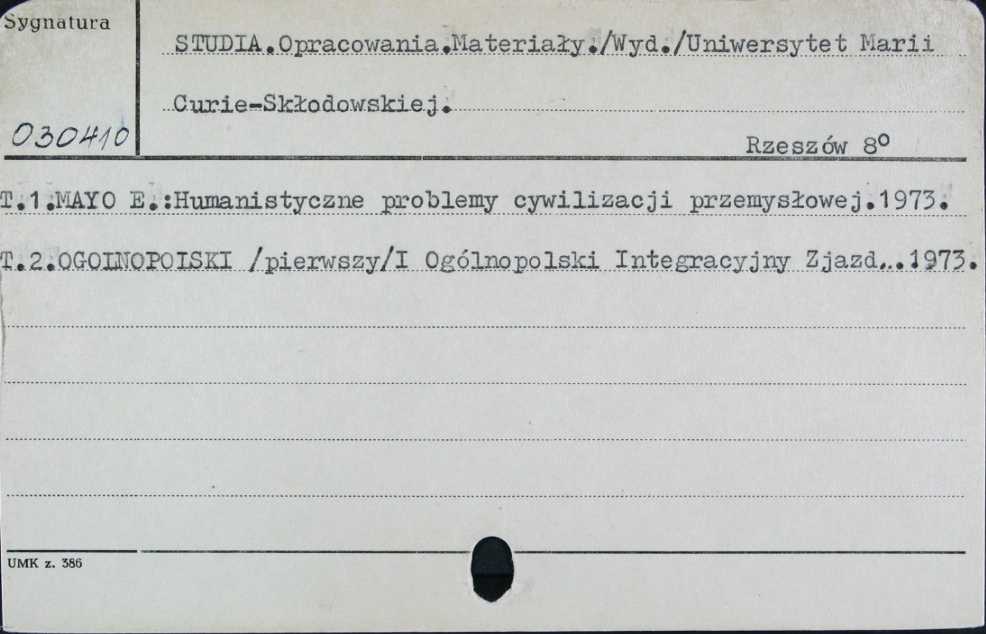 Sygnatura
STUDIA.Opracowania.Materiały./Wyd./Uniwersytet Marii
Curie-Skłodowskiej.
030410
Rzeszów 8°
T.1.MAYO E.:Humanistyczne problemy cywilizacji przemysłowej.1973.
T.2.OGOLNOPOLSKI /pierwszy/I Ogólnopolski Integracyjny Zjazd...1973.
UMK z. 386